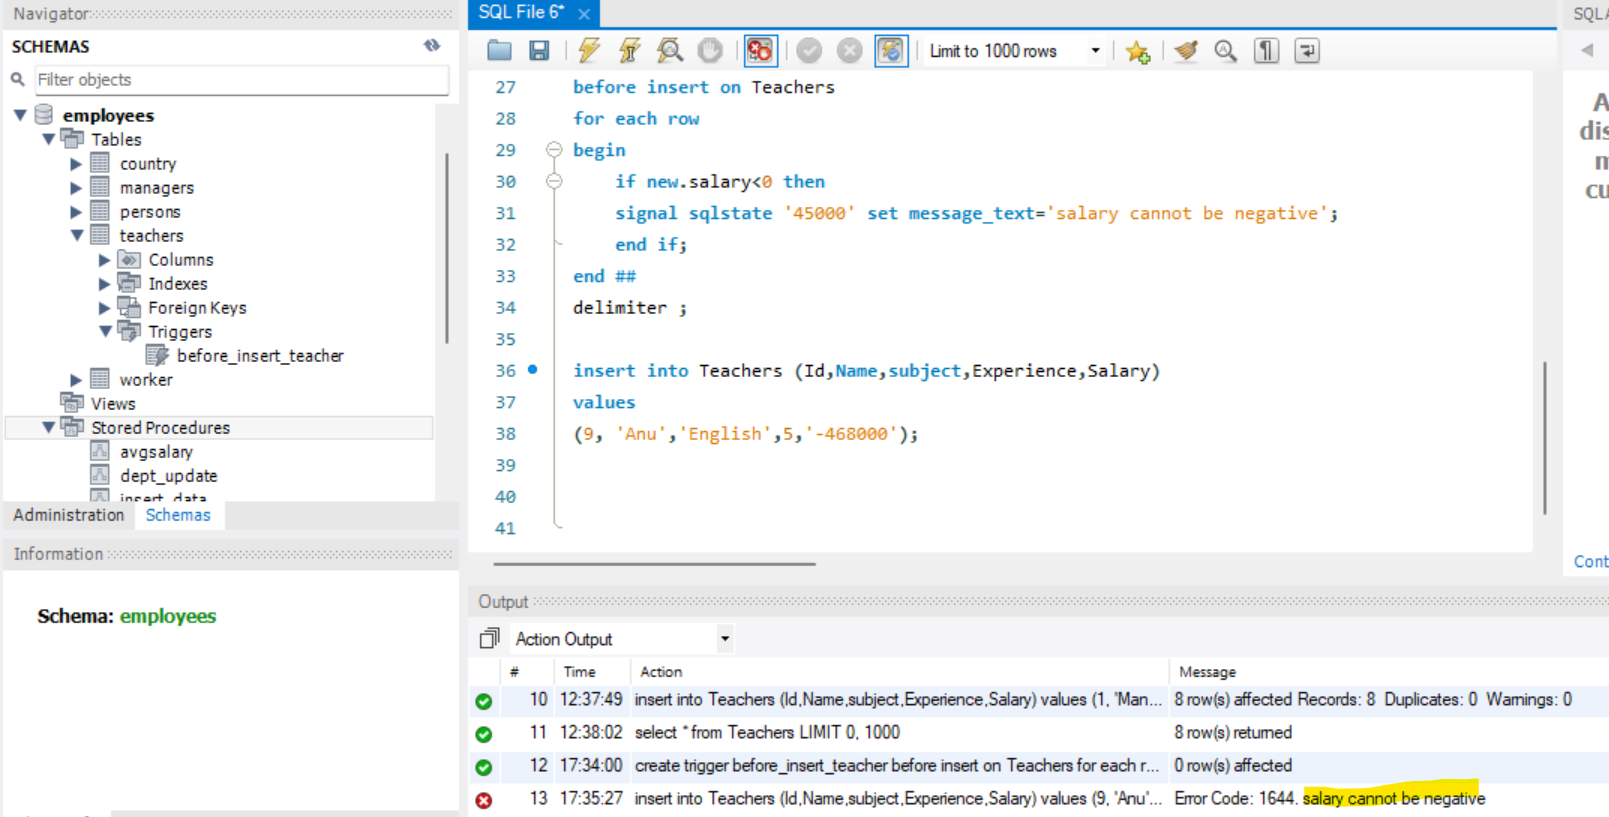 Navigator
SCHEMAS
Filter objects
employees
Tables
country
managers
persons
teachers
Columns
Indexes
Foreign Keys
Triggers
before_insert_teacher
worker
Views
Stored Procedures
avgsalary
dept_update
insert_data
Administration Schemas
Information
Schema: employees
SQL File 6*
Limit to 1000 rows
27 before insert on Teachers
28 for each row
29 begin
30 if new.salary<0 then
31 signal sqlstate '45000' set message_text='salary cannot be negative';
32 end if;
33 end ##
34 delimiter ;
35
36 insert into Teachers (Id,Name,subject,Experience,Salary)
37 values
38 (9, 'Anu','English',5,'-468000');
39
40
41
Output
Action Output
# Time Action Message
10 12:37:49 insert into Teachers (Id,Name,subject,Experience,Salary) values (1, 'Man... 8 row(s) affected Records: 8 Duplicates: 0 Warnings: 0
11 12:38:02 select * from Teachers LIMIT 0, 1000 8 row(s) returned
12 17:34:00 create trigger before_insert_teacher before insert on Teachers for each r... 0 row(s) affected
13 17:35:27 insert into Teachers (Id,Name,subject,Experience,Salary) values (9, 'Anu'... Error Code: 1644. salary cannot be negative
SQLA
A
dis
m
cu
Cont